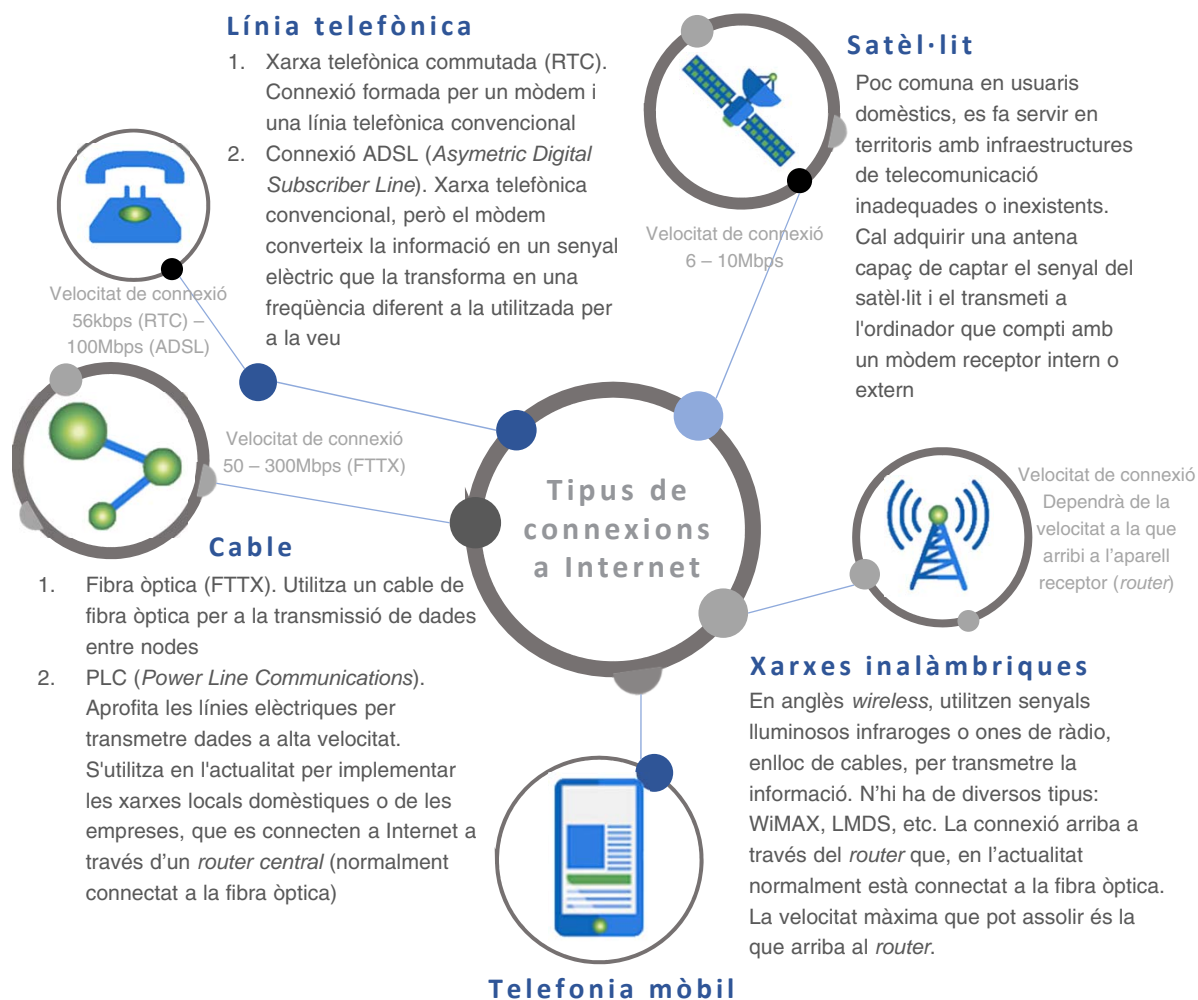 Línia telefònica
1. Xarxa telefònica commutada (RTC).
Connexió formada per un mòdem i
una línia telefònica convencional
2. Connexió ADSL (Asymetric Digital
Subscriber Line). Xarxa telefònica
convencional, però el mòdem
converteix la informació en un senyal
elèctric que la transforma en una
freqüència diferent a la utilitzada per
a la veu
Velocitat de connexió
56kbps (RTC) –
100Mbps (ADSL)
Satèl·lit
Poc comuna en usuaris
domèstics, es fa servir en
territoris amb infraestructures
de telecomunicació
inadequades o inexistents.
Cal adquirir una antena
capaç de captar el senyal del
satèl·lit i el transmeti a
l'ordinador que compti amb
un mòdem receptor intern o
extern
Velocitat de connexió
6 – 10Mbps
Velocitat de connexió
50 – 300Mbps (FTTX)
Tipus de
connexions
a Internet
Velocitat de connexió
Dependrà de la
velocitat a la que
arribi a l’aparell
receptor (router)
Cable
1. Fibra òptica (FTTX). Utilitza un cable de
fibra òptica per a la transmissió de dades
entre nodes
2. PLC (Power Line Communications).
Aprofita les línies elèctriques per
transmetre dades a alta velocitat.
S'utilitza en l'actualitat per implementar
les xarxes locals domèstiques o de les
empreses, que es connecten a Internet a
través d’un router central (normalment
connectat a la fibra òptica)
Xarxes inalàmbriques
En anglès wireless, utilitzen senyals
lluminosos infraroges o ones de ràdio,
enlloc de cables, per transmetre la
informació. N’hi ha de diversos tipus:
WiMAX, LMDS, etc. La connexió arriba a
través del router que, en l’actualitat
normalment està connectat a la fibra òptica.
La velocitat màxima que pot assolir és la
que arriba al router.
Telefonia mòbil